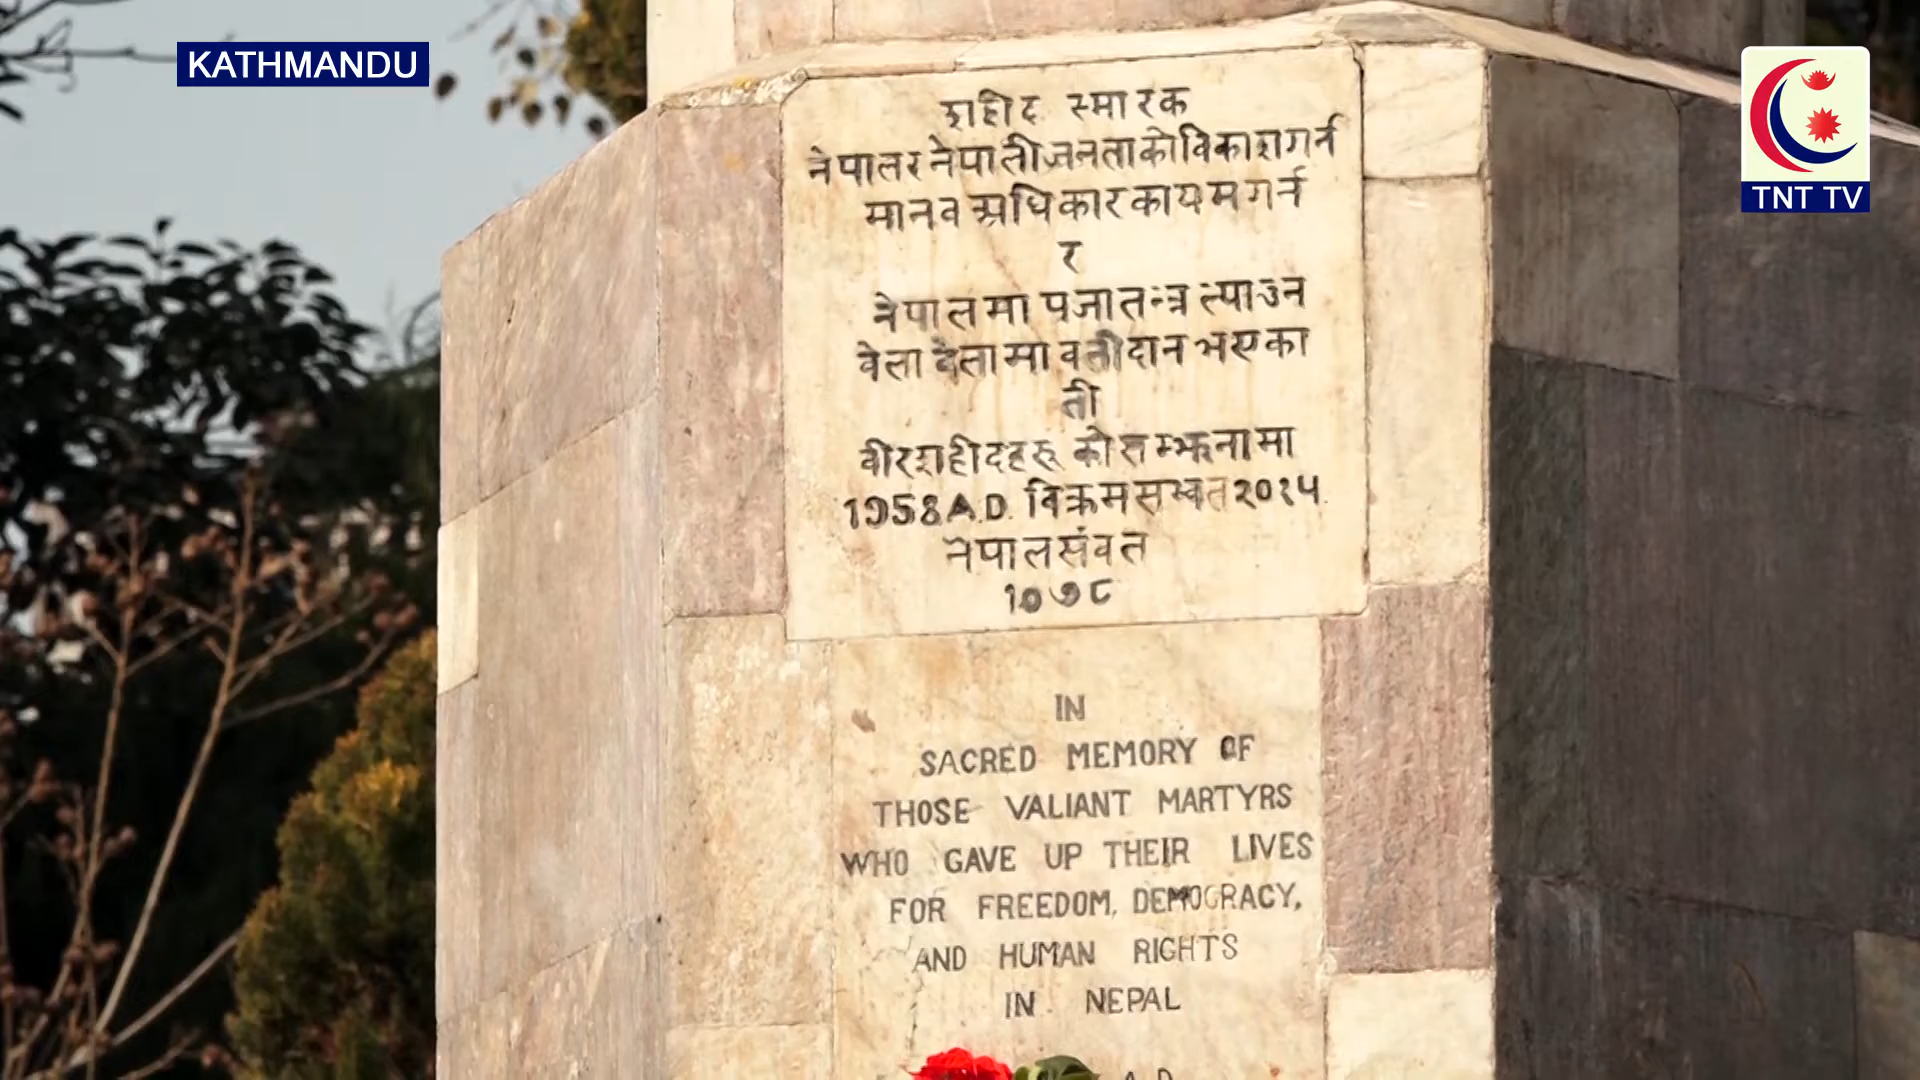 KATHMANDU
TNT TV
शहीद स्मारक
नेपाल र नेपाली जनताको विकाश गर्न
मानव अधिकार कायम गर्न
र
नेपालमा प्रजातन्त्र ल्याउन
वेला वेलामा वलीदान भएका
ती
वीर शहीदहरु को सम्झनामा
1958 A.D. विक्रम सम्वत २०१५
नेपाल संवत
१०७८
IN
SACRED MEMORY OF
THOSE VALIANT MARTYRS
WHO GAVE UP THEIR LIVES
FOR FREEDOM, DEMOCRACY,
AND HUMAN RIGHTS
IN NEPAL
A.D.